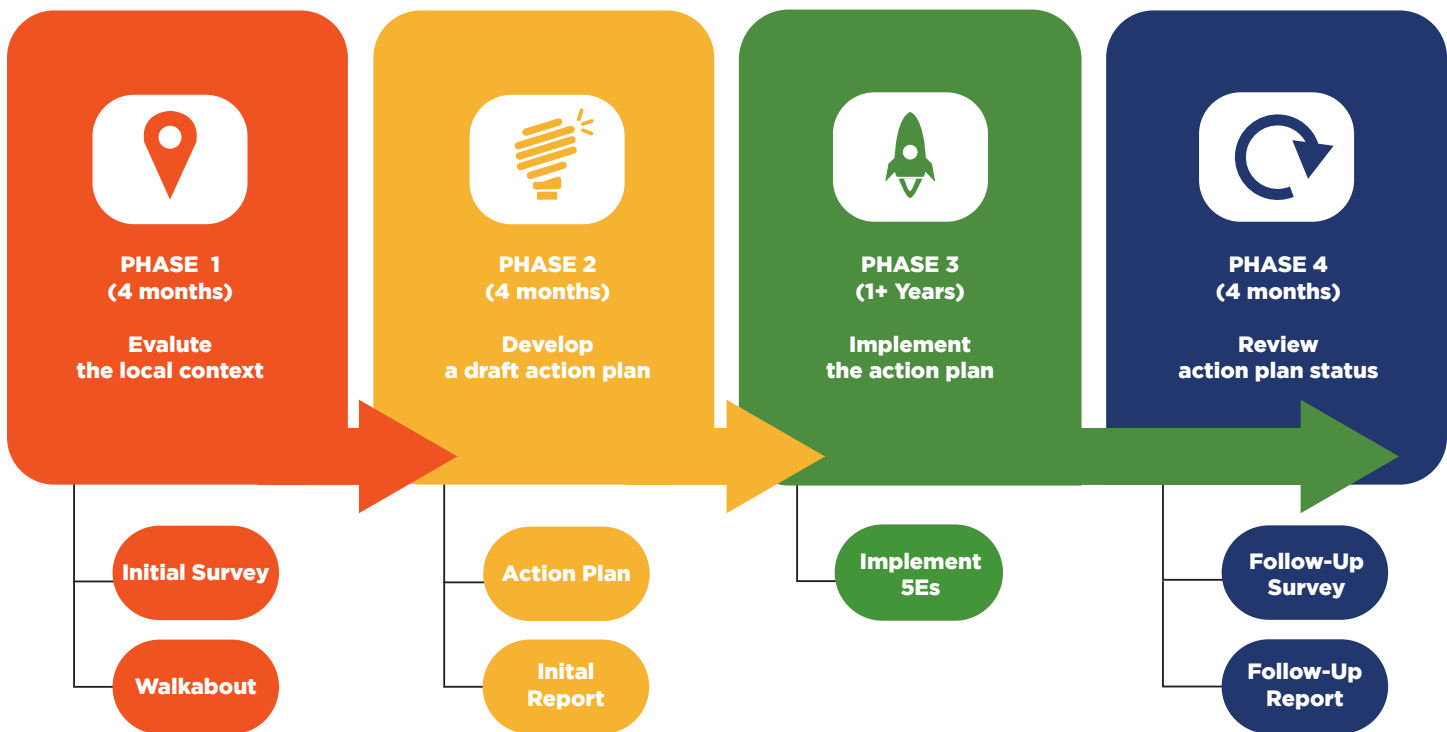 PHASE 1
(4 months)
Evalute
the local context
Initial Survey
Walkabout
PHASE 2
(4 months)
Develop
a draft action plan
Action Plan
Inital
Report
PHASE 3
(1+ Years)
Implement
the action plan
Implement
5Es
PHASE 4
(4 months)
Review
action plan status
Follow-Up
Survey
Follow-Up
Report